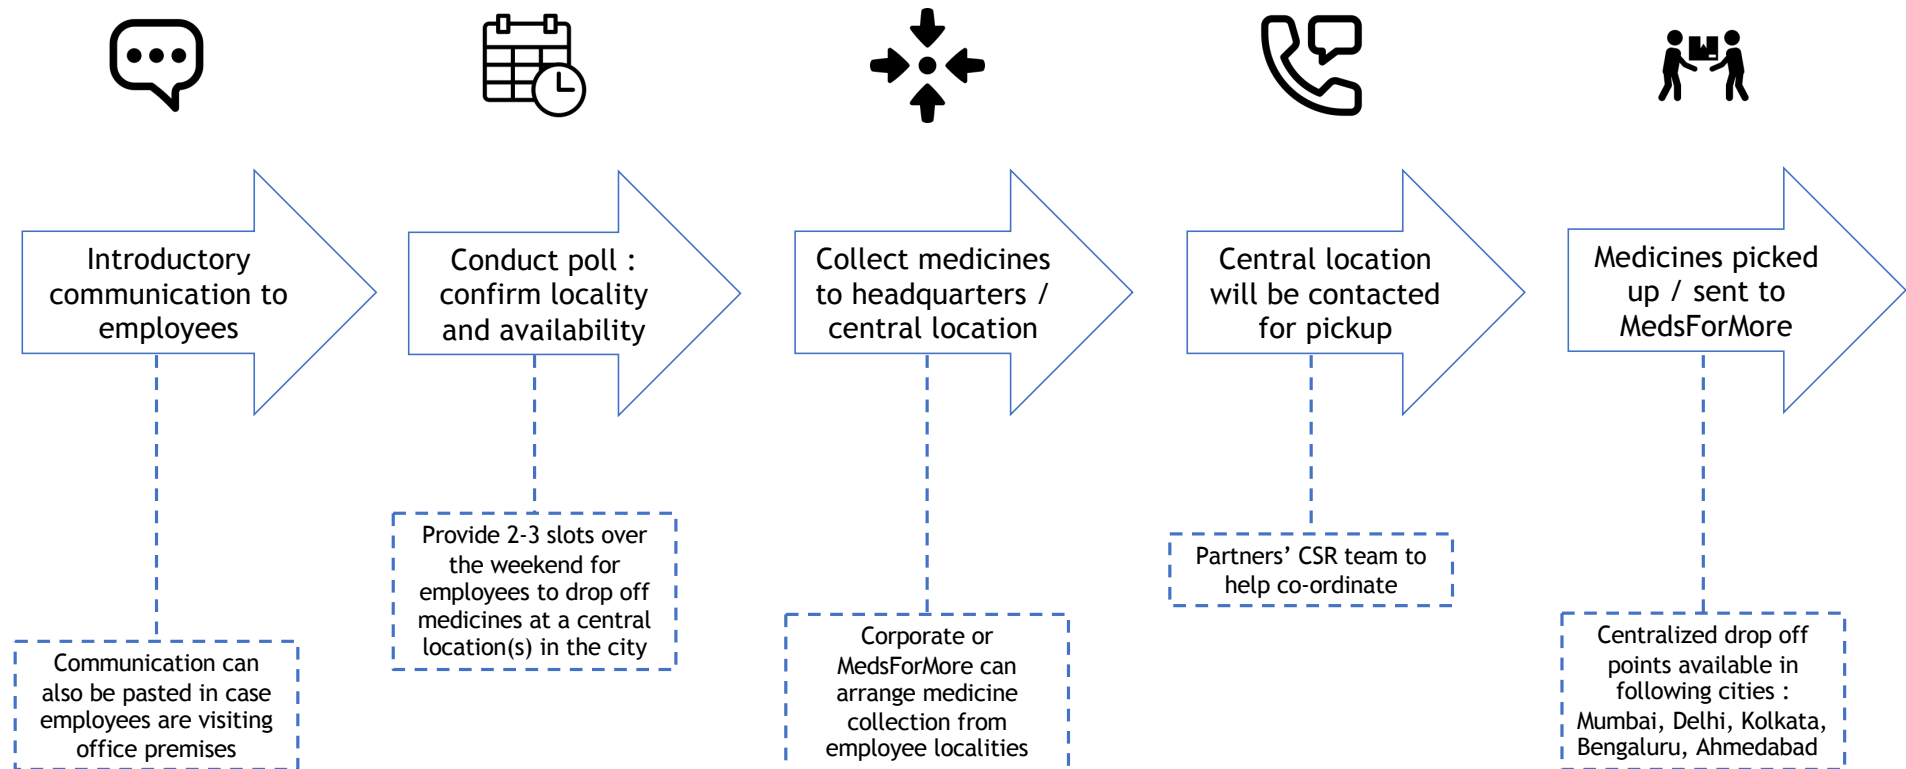 Introductory
communication to
employees
Conduct poll :
confirm locality
and availability
Collect medicines
to headquarters /
central location
Central location
will be contacted
for pickup
Medicines picked
up / sent to
MedsForMore
Communication can
also be pasted in case
employees are visiting
office premises
Provide 2-3 slots over
the weekend for
employees to drop off
medicines at a central
location(s) in the city
Corporate or
MedsForMore can
arrange medicine
collection from
employee localities
Partners’ CSR team to
help co-ordinate
Centralized drop off
points available in
following cities :
Mumbai, Delhi, Kolkata,
Bengaluru, Ahmedabad